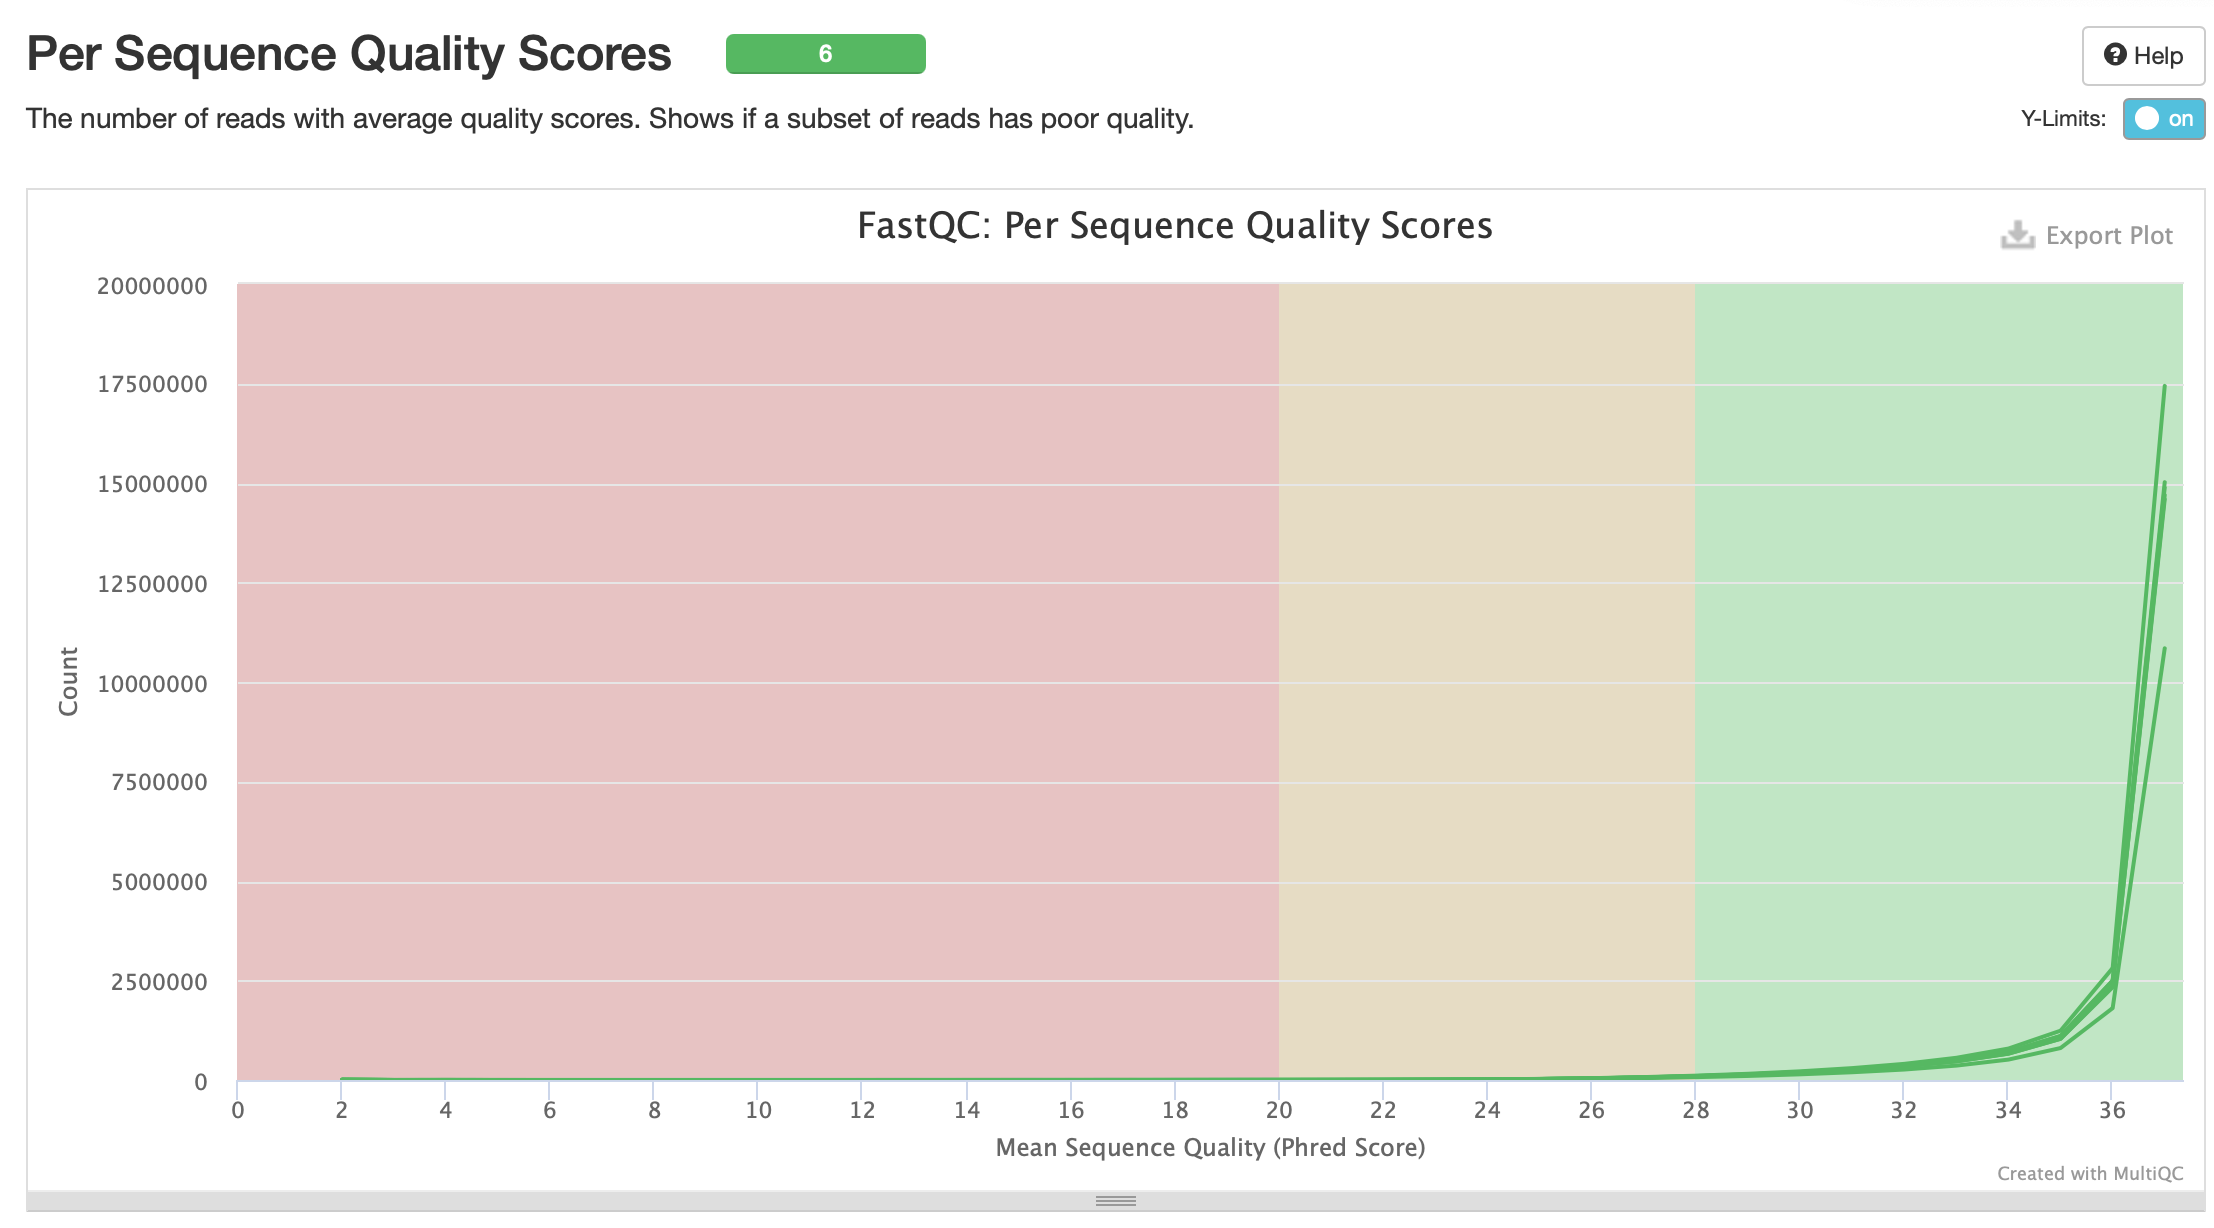 Per Sequence Quality Scores 6
Help
The number of reads with average quality scores. Shows if a subset of reads has poor quality.
Y-Limits: on
FastQC: Per Sequence Quality Scores
Export Plot
20000000
17500000
15000000
12500000
10000000
7500000
5000000
2500000
0
Count
0 2 4 6 8 10 12 14 16 18 20 22 24 26 28 30 32 34 36
Mean Sequence Quality (Phred Score)
Created with MultiQC